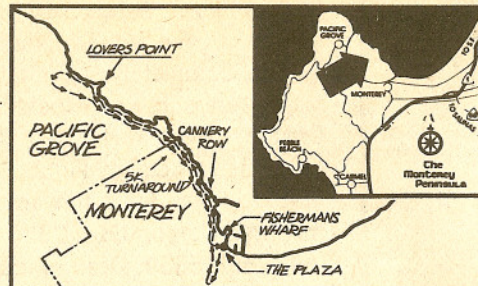 LOVERS POINT
PACIFIC
GROVE
CANNERY
ROW
5K
TURNAROUND
MONTEREY
FISHERMANS
WHARF
THE PLAZA
PACIFIC
GROVE
TO S.F.
MONTEREY
TO SALINAS
PEBBLE
BEACH
CARMEL
The
Monterey
Peninsula